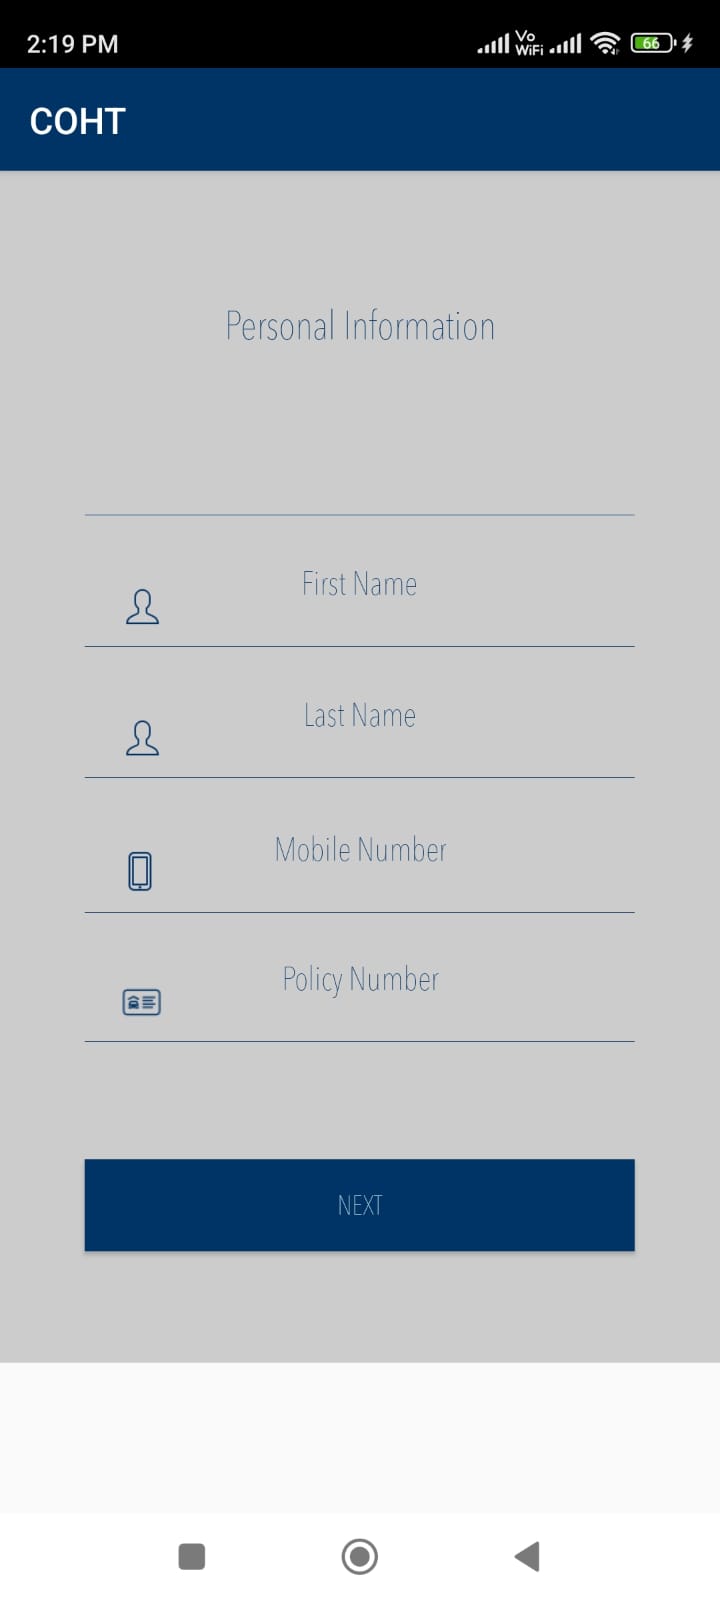 2:19 PM
Vo
WiFi
66
COHT
Personal Information
First Name
Last Name
Mobile Number
Policy Number
NEXT